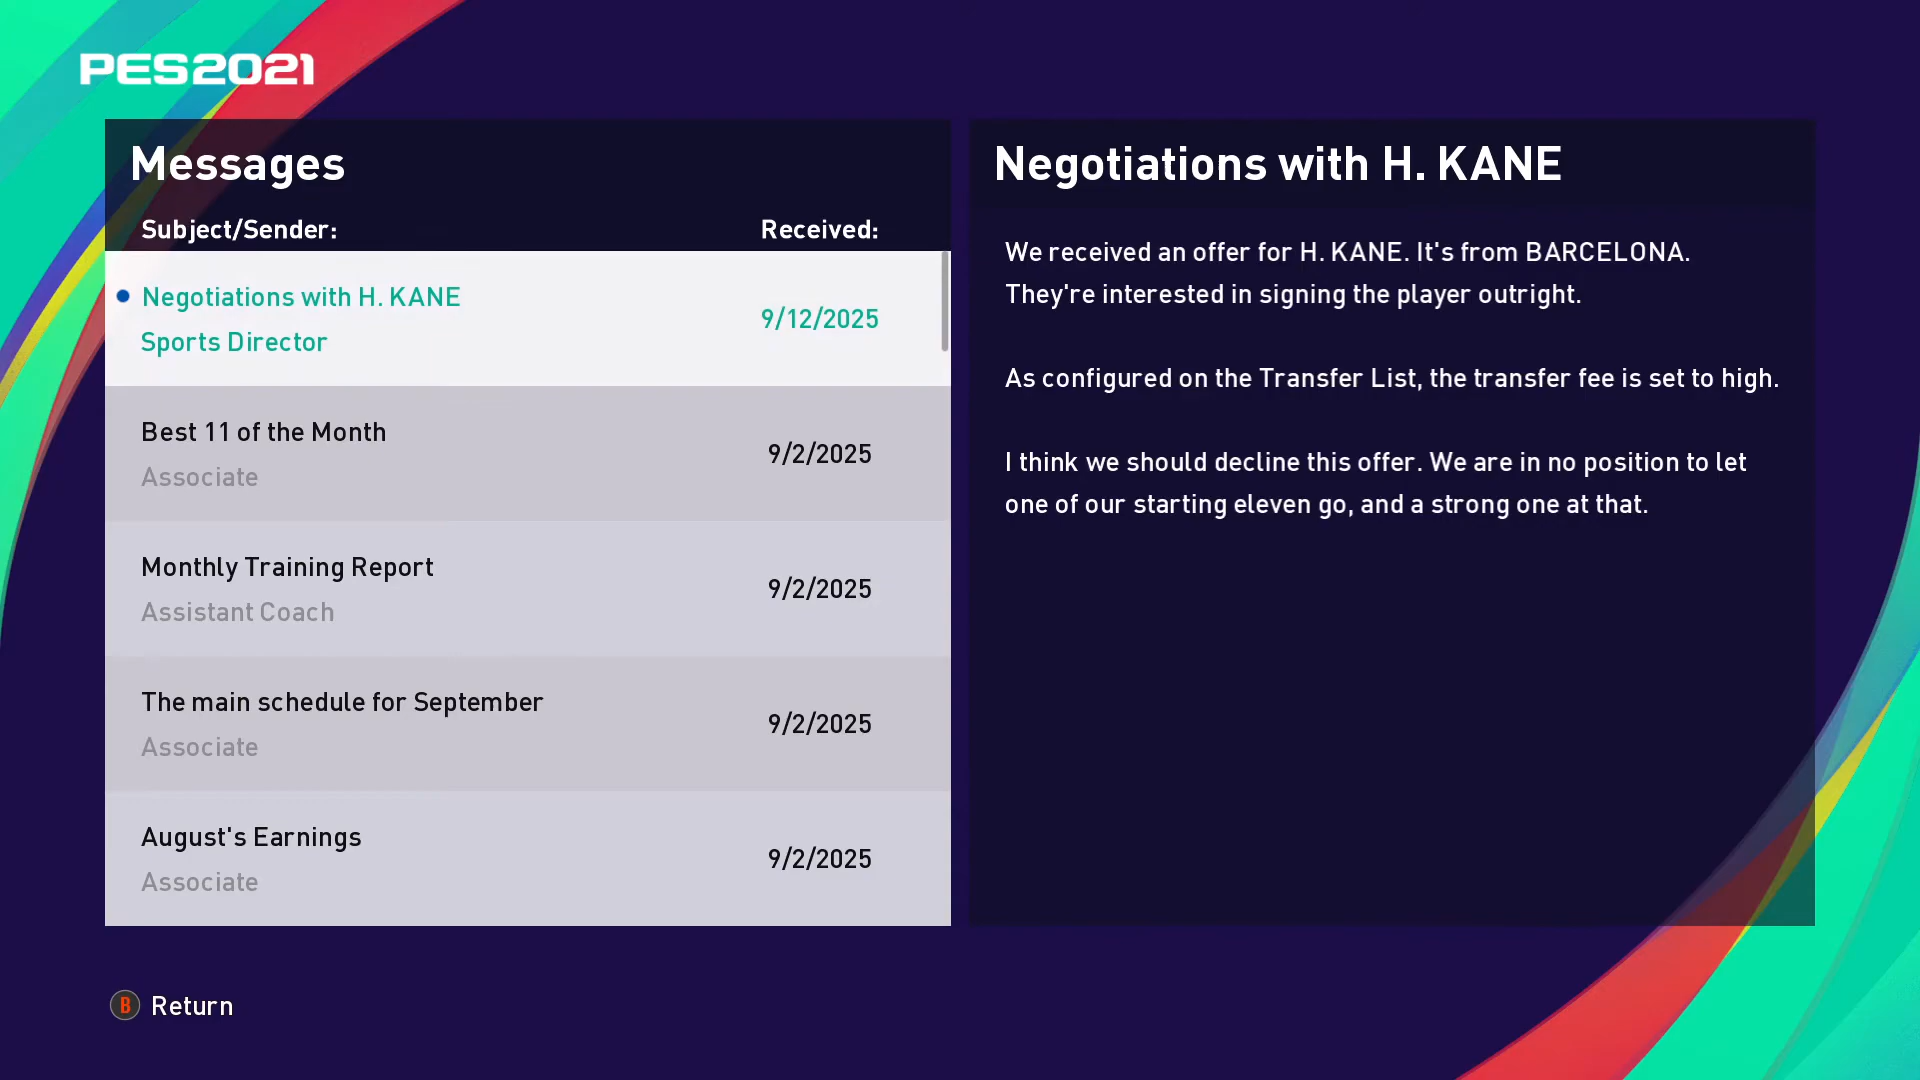 PES2021
Messages
Subject/Sender: Received:
Negotiations with H. KANE
Sports Director
9/12/2025
Best 11 of the Month
Associate
9/2/2025
Monthly Training Report
Assistant Coach
9/2/2025
The main schedule for September
Associate
9/2/2025
August's Earnings
Associate
9/2/2025
Negotiations with H. KANE
We received an offer for H. KANE. It's from BARCELONA.
They're interested in signing the player outright.
As configured on the Transfer List, the transfer fee is set to high.
I think we should decline this offer. We are in no position to let
one of our starting eleven go, and a strong one at that.
B Return